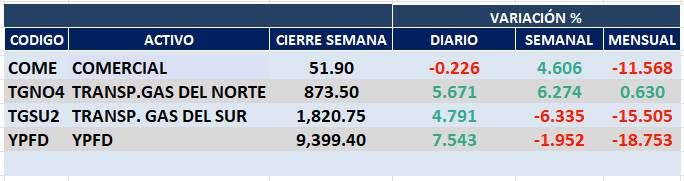 VARIACIÓN %
CODIGO ACTIVO CIERRE SEMANA DIARIO SEMANAL MENSUAL
COME COMERCIAL 51.90 -0.226 4.606 -11.568
TGNO4 TRANSP.GAS DEL NORTE 873.50 5.671 6.274 0.630
TGSU2 TRANSP. GAS DEL SUR 1,820.75 4.791 -6.335 -15.505
YPFD YPFD 9,399.40 7.543 -1.952 -18.753